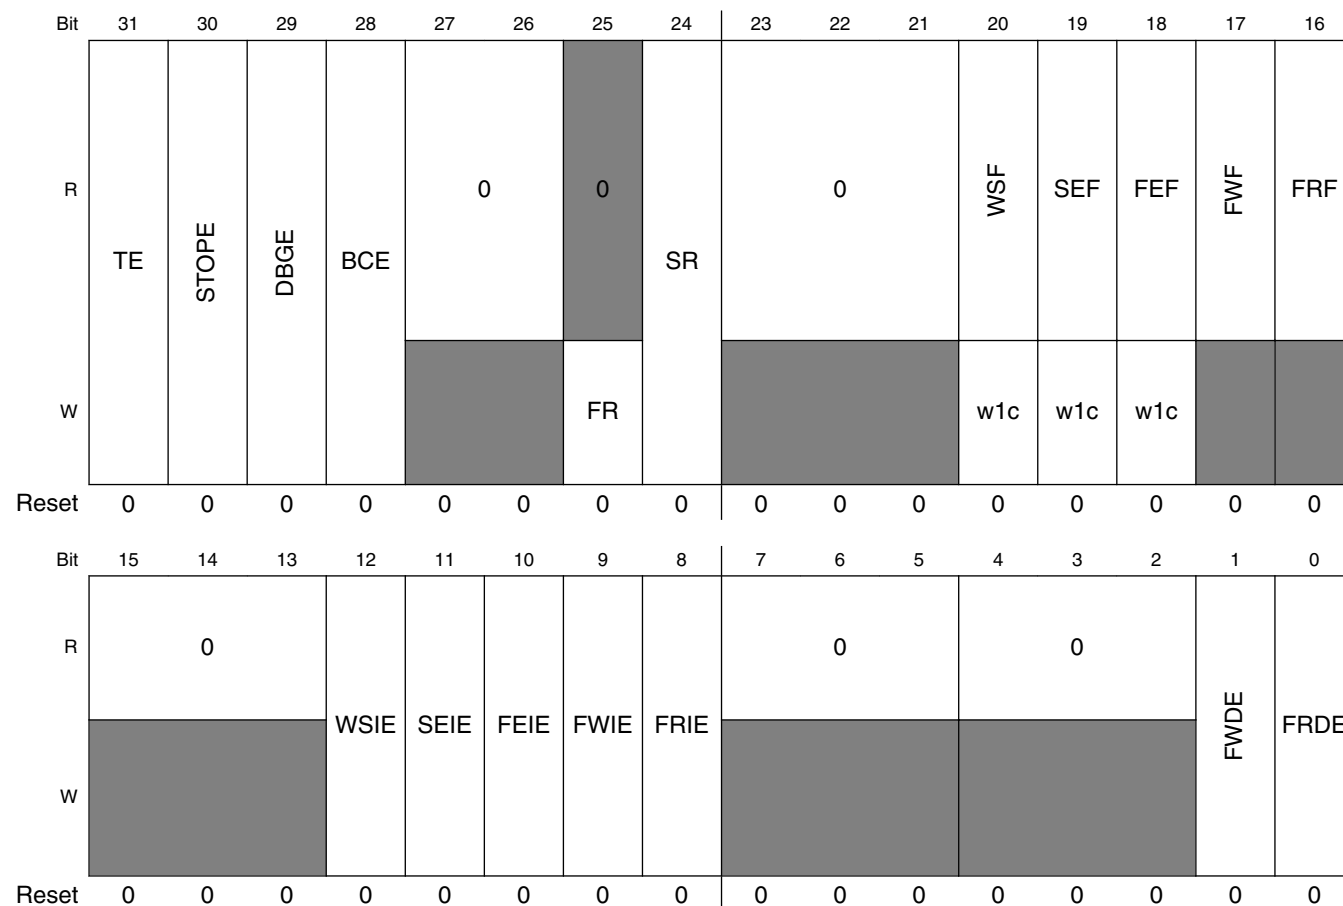 Bit 31 30 29 28 27 26 25 24 23 22 21 20 19 18 17 16
R 0 0 0 WSF SEF FEF FWF FRF
TE STOPE DBGE BCE SR
W FR w1c w1c w1c
Reset 0 0 0 0 0 0 0 0 0 0 0 0 0 0 0 0
Bit 15 14 13 12 11 10 9 8 7 6 5 4 3 2 1 0
R 0 0 0
WSIE SEIE FEIE FWIE FRIE FWDE FRDE
W
Reset 0 0 0 0 0 0 0 0 0 0 0 0 0 0 0 0